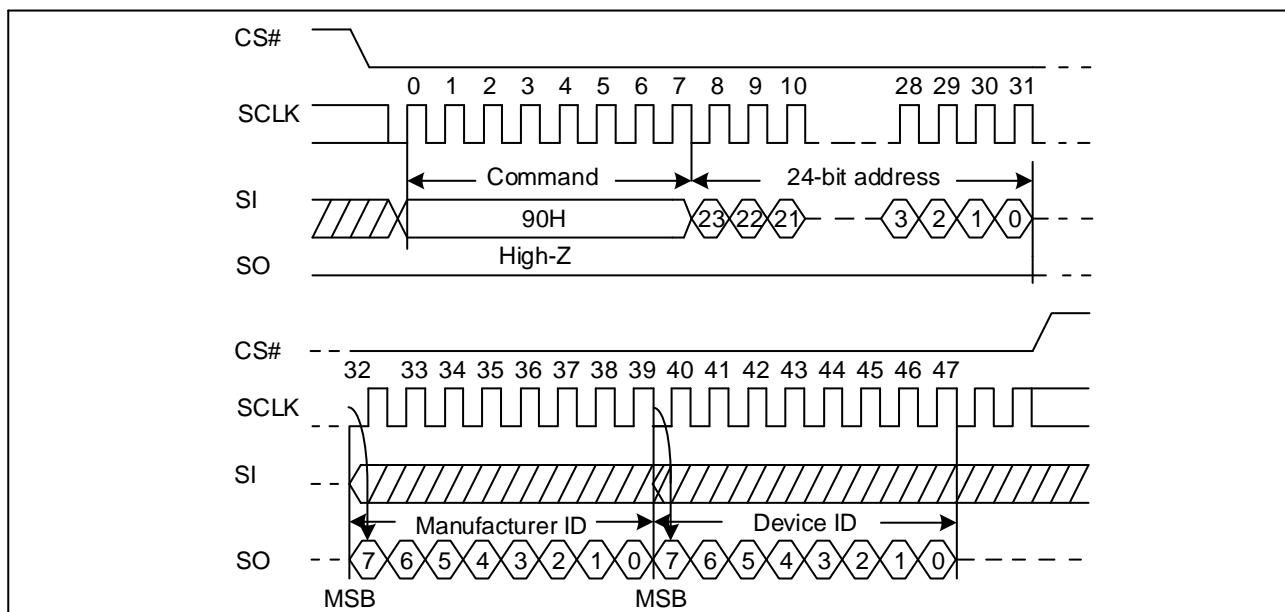 CS#
0 1 2 3 4 5 6 7 8 9 10 28 29 30 31
SCLK
Command 24-bit address
SI
90H 23 22 21 3 2 1 0
High-Z
SO
CS#
32 33 34 35 36 37 38 39 40 41 42 43 44 45 46 47
SCLK
SI
Manufacturer ID Device ID
SO 7 6 5 4 3 2 1 0 7 6 5 4 3 2 1 0
MSB MSB